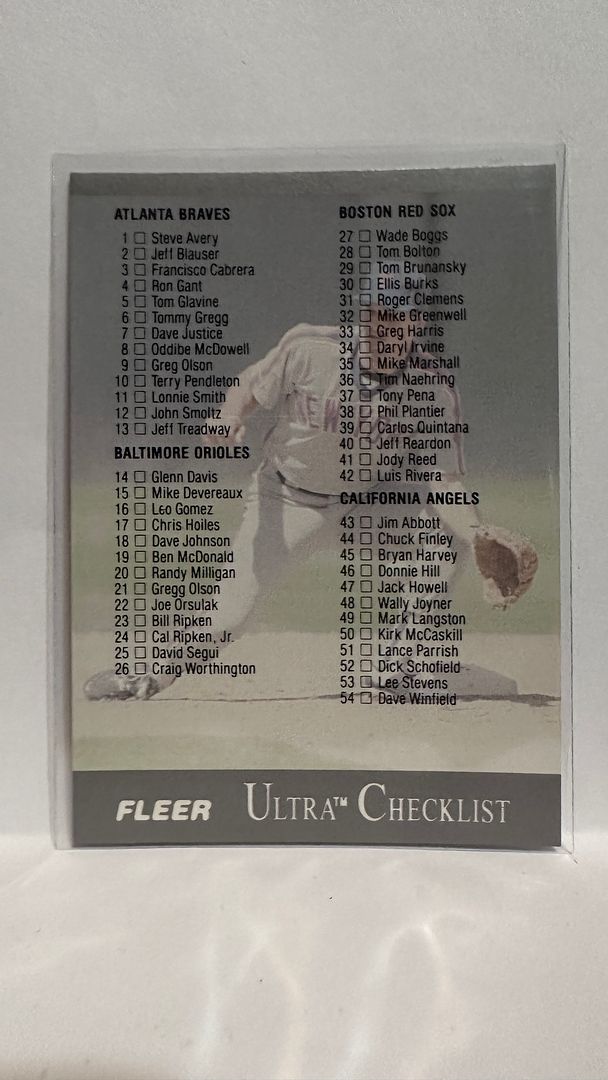 ATLANTA BRAVES
1 □ Steve Avery
2 □ Jeff Blauser
3 □ Francisco Cabrera
4 □ Ron Gant
5 □ Tom Glavine
6 □ Tommy Gregg
7 □ Dave Justice
8 □ Oddibe McDowell
9 □ Greg Olson
10 □ Terry Pendleton
11 □ Lonnie Smith
12 □ John Smoltz
13 □ Jeff Treadway
BALTIMORE ORIOLES
14 □ Glenn Davis
15 □ Mike Devereaux
16 □ Leo Gomez
17 □ Chris Hoiles
18 □ Dave Johnson
19 □ Ben McDonald
20 □ Randy Milligan
21 □ Gregg Olson
22 □ Joe Orsulak
23 □ Bill Ripken
24 □ Cal Ripken, Jr.
25 □ David Segui
26 □ Craig Worthington
BOSTON RED SOX
27 □ Wade Boggs
28 □ Tom Bolton
29 □ Tom Brunansky
30 □ Ellis Burks
31 □ Roger Clemens
32 □ Mike Greenwell
33 □ Greg Harris
34 □ Daryl Irvine
35 □ Mike Marshall
36 □ Tim Naehring
37 □ Tony Pena
38 □ Phil Plantier
39 □ Carlos Quintana
40 □ Jeff Reardon
41 □ Jody Reed
42 □ Luis Rivera
CALIFORNIA ANGELS
43 □ Jim Abbott
44 □ Chuck Finley
45 □ Bryan Harvey
46 □ Donnie Hill
47 □ Jack Howell
48 □ Wally Joyner
49 □ Mark Langston
50 □ Kirk McCaskill
51 □ Lance Parrish
52 □ Dick Schofield
53 □ Lee Stevens
54 □ Dave Winfield
FLEER ULTRA™ CHECKLIST